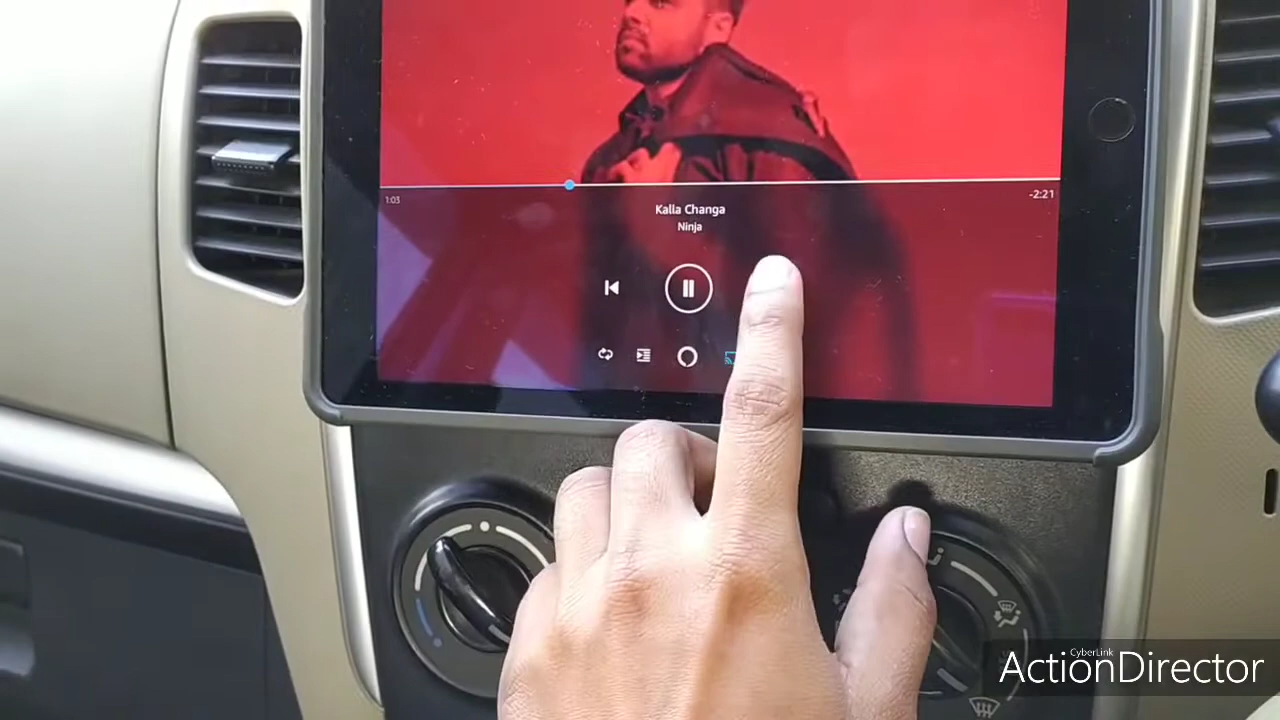 1:03
-2:21
Kalla Changa
Ninja
CyberLink
ActionDirector